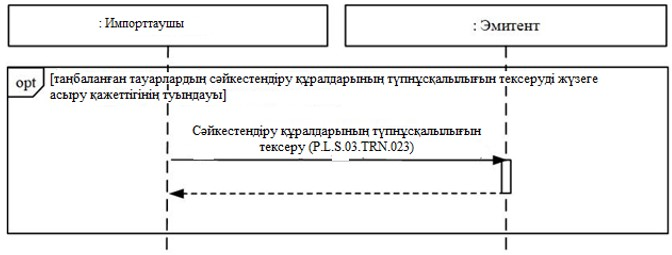 : Импорттаушы
: Эмитент
opt
[таңбаланған тауарлардың сәйкестендіру құралдарының түпнұсқалылығын тексеруді жүзеге
асыру қажеттігінің туындауы]
Сәйкестендіру құралдарының түпнұсқалылығын
тексеру (P.L.S.03.TRN.023)